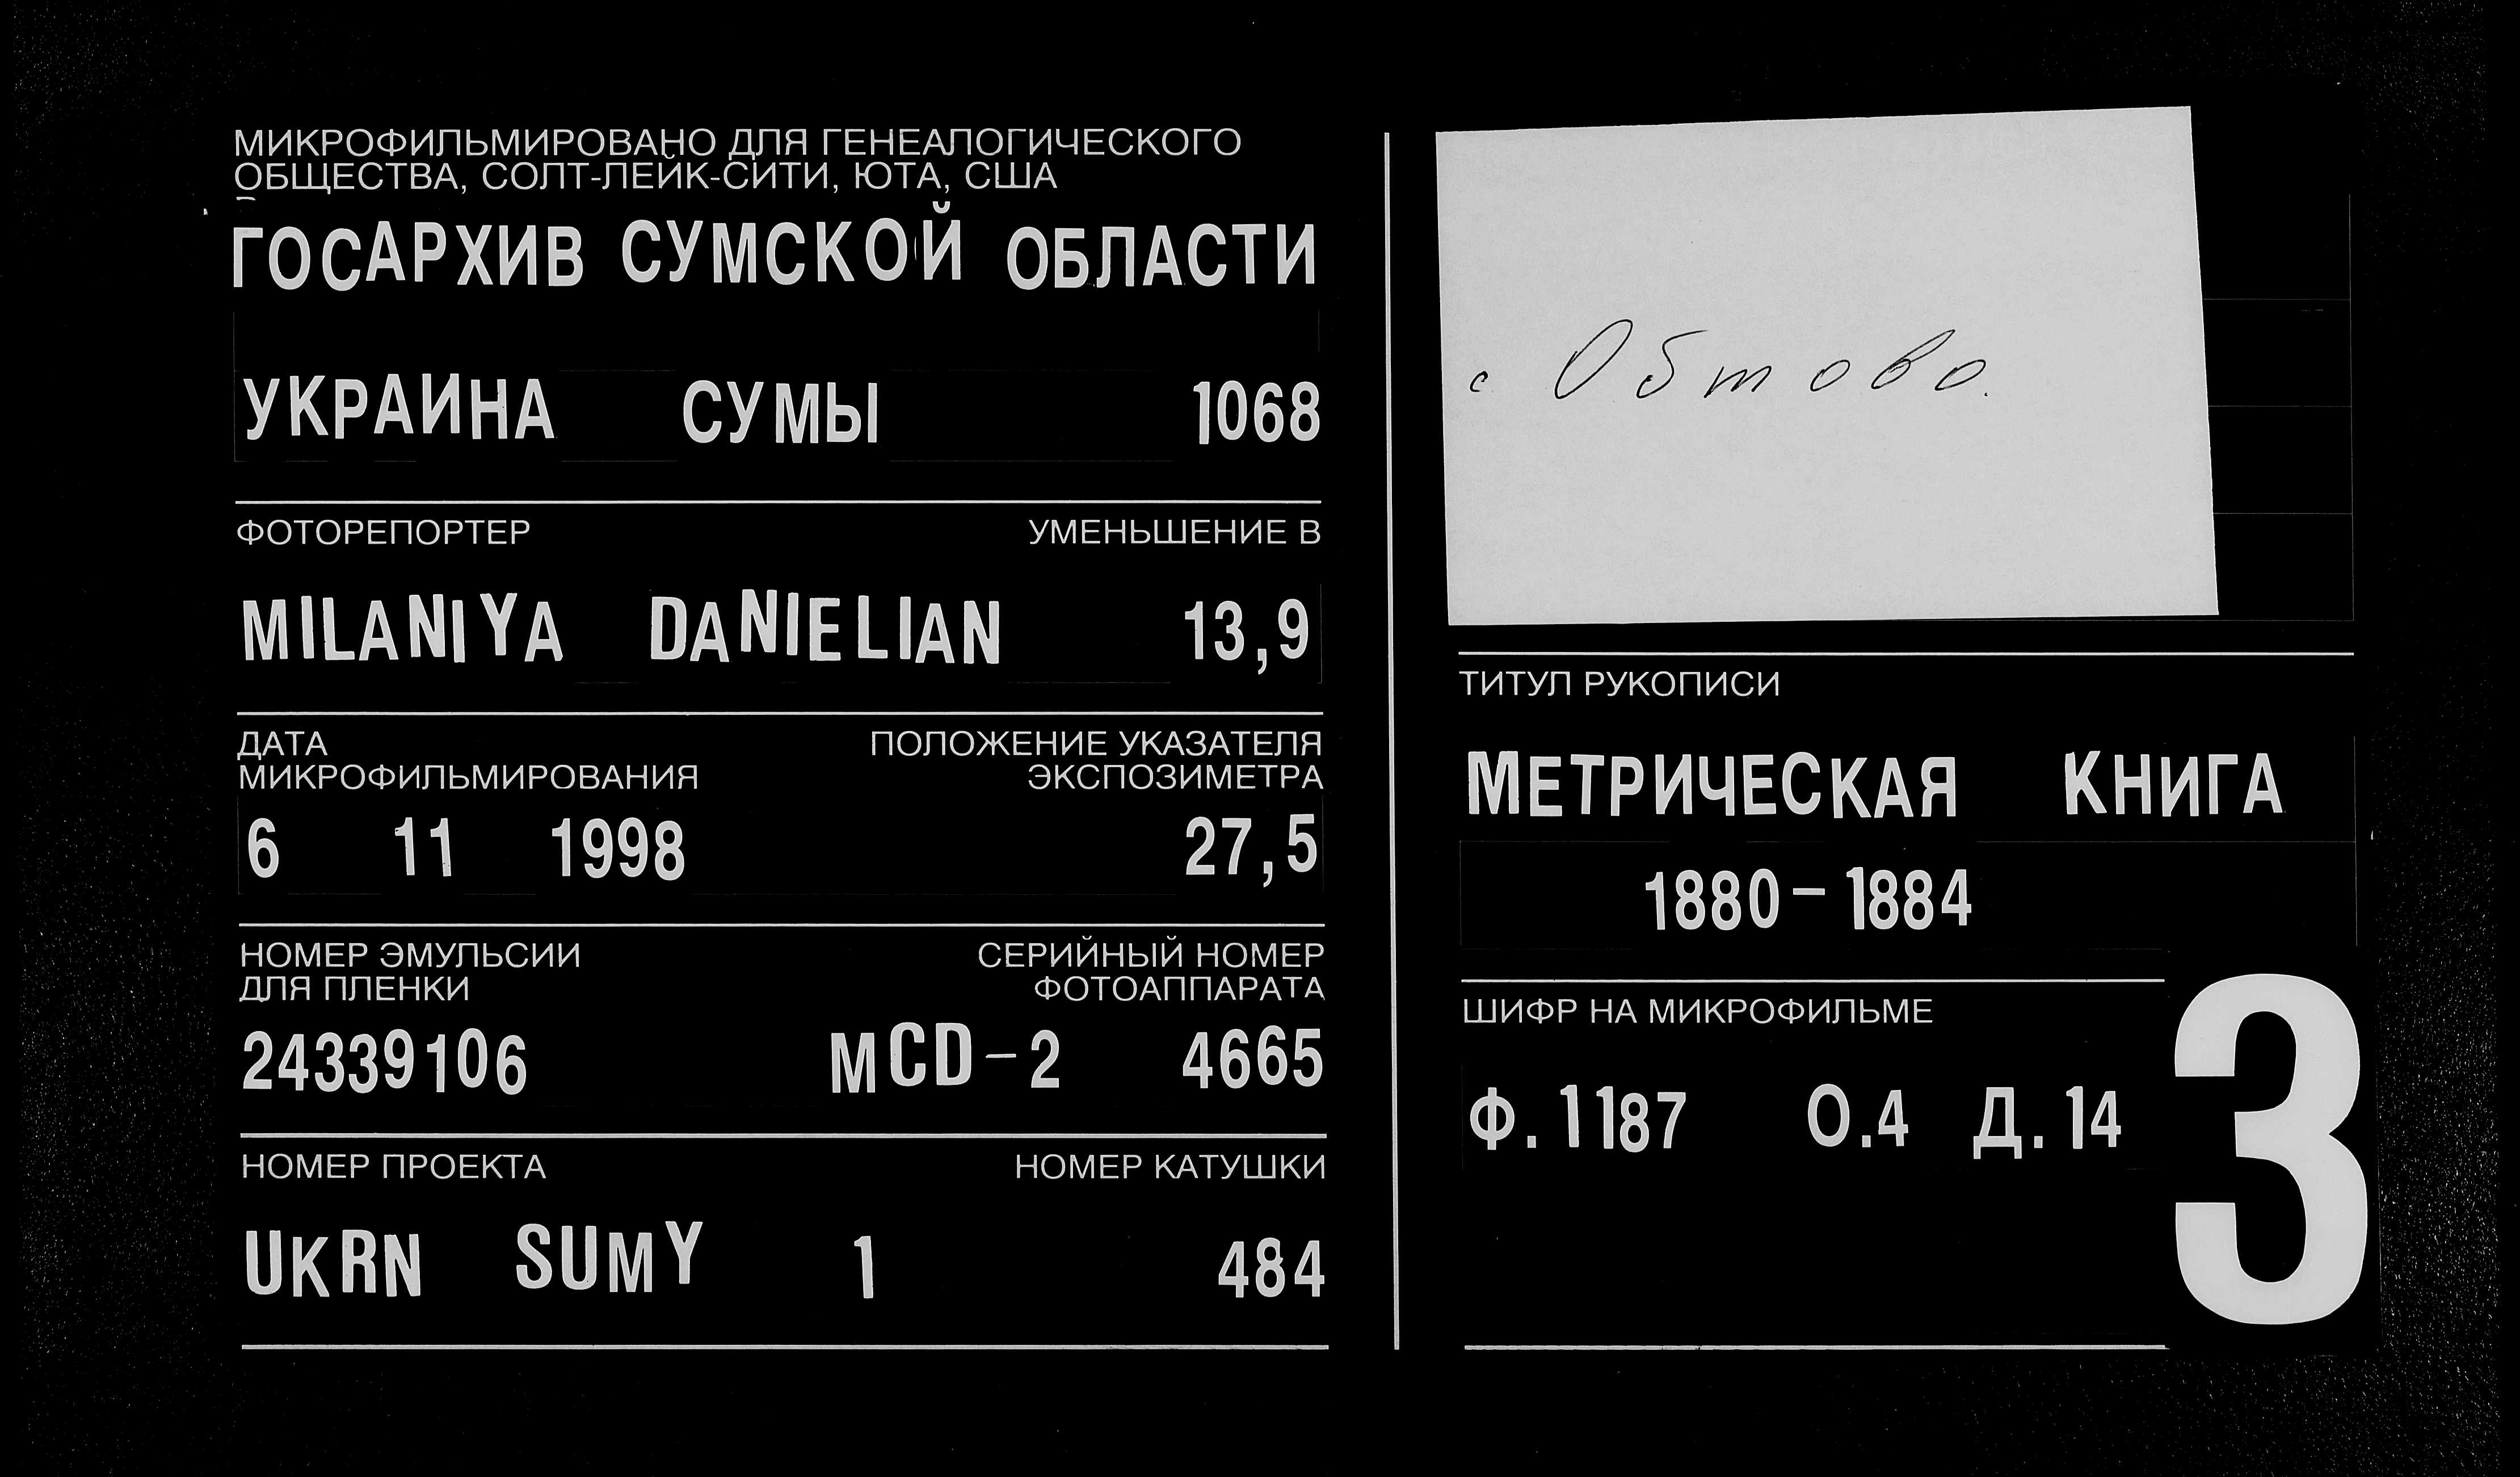 МИКРОФИЛЬМИРОВАНО ДЛЯ ГЕНЕАЛОГИЧЕСКОГО
ОБЩЕСТВА, СОЛТ-ЛЕЙК-СИТИ, ЮТА, США
ГОСАРХИВ СУМСКОЙ ОБЛАСТИ
УКРАИНА СУМЫ 1068
ФОТОРЕПОРТЕР УМЕНЬШЕНИЕ В
MILANIYA DANIELIAN 13,9
ДАТА ПОЛОЖЕНИЕ УКАЗАТЕЛЯ
МИКРОФИЛЬМИРОВАНИЯ ЭКСПОЗИМЕТРА
6 11 1998 27,5
НОМЕР ЭМУЛЬСИИ СЕРИЙНЫЙ НОМЕР
ДЛЯ ПЛЕНКИ ФОТОАППАРАТА
24339106 MCD-2 4665
НОМЕР ПРОЕКТА НОМЕР КАТУШКИ
UKRN SUMY 1 484
с. Обтово.
ТИТУЛ РУКОПИСИ
МЕТРИЧЕСКАЯ КНИГА
1880-1884
ШИФР НА МИКРОФИЛЬМЕ
Ф. 1187 О.4 Д. 14
3